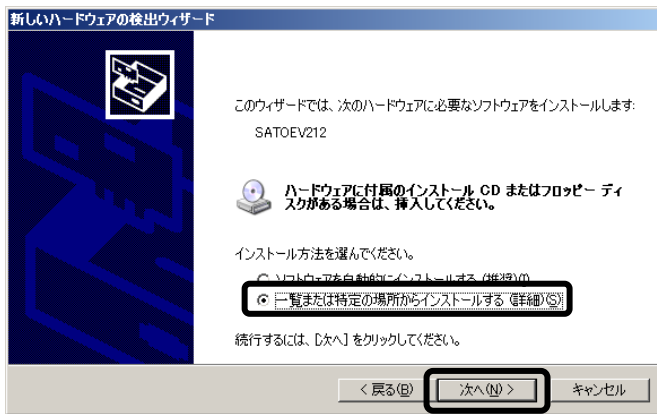 新しいハードウェアの検出ウィザード
このウィザードでは、次のハードウェアに必要なソフトウェアをインストールします:
SATOEV212
ハードウェアに付属のインストール CD またはフロッピー ディ
スクがある場合は、挿入してください。
インストール方法を選んでください。
ソフトウェアを自動的にインストールする (推奨)(I)
一覧または特定の場所からインストールする (詳細)(S)
続行するには、[次へ] をクリックしてください。
< 戻る(B)
次へ(N) >
キャンセル